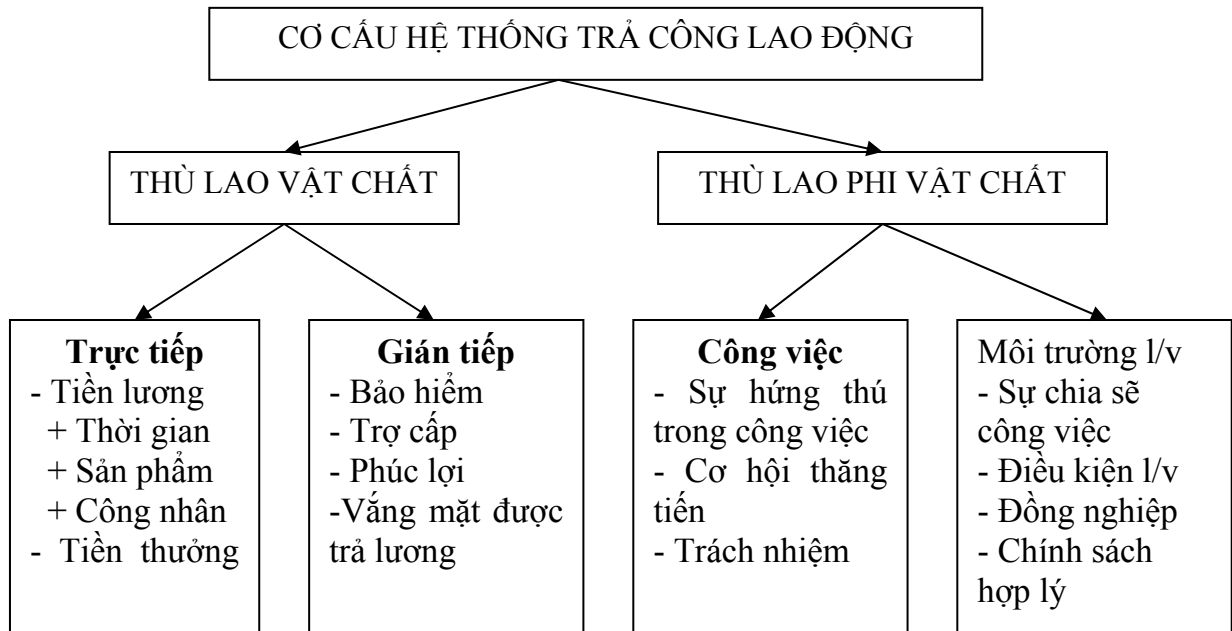 CƠ CẤU HỆ THỐNG TRẢ CÔNG LAO ĐỘNG
THÙ LAO VẬT CHẤT
THÙ LAO PHI VẬT CHẤT
Trực tiếp
- Tiền lương
+ Thời gian
+ Sản phẩm
+ Công nhân
- Tiền thưởng
Gián tiếp
- Bảo hiểm
- Trợ cấp
- Phúc lợi
-Vắng mặt được
trả lương
Công việc
- Sự hứng thú
trong công việc
- Cơ hội thăng
tiến
- Trách nhiệm
Môi trường l/v
- Sự chia sẽ
công việc
- Điều kiện l/v
- Đồng nghiệp
- Chính sách
hợp lý